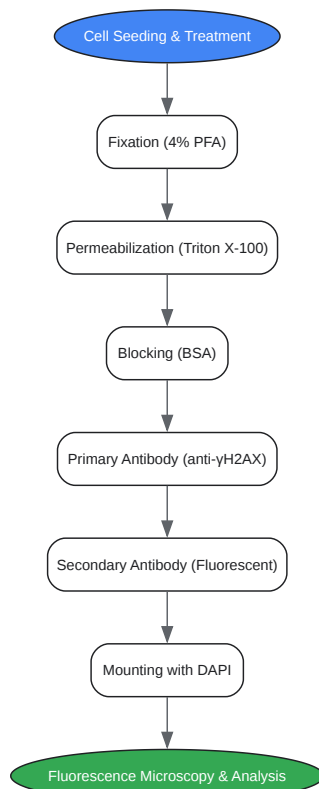 Cell Seeding & Treatment
Fixation (4% PFA)
Permeabilization (Triton X-100)
Blocking (BSA)
Primary Antibody (anti-γH2AX)
Secondary Antibody (Fluorescent)
Mounting with DAPI
Fluorescence Microscopy & Analysis